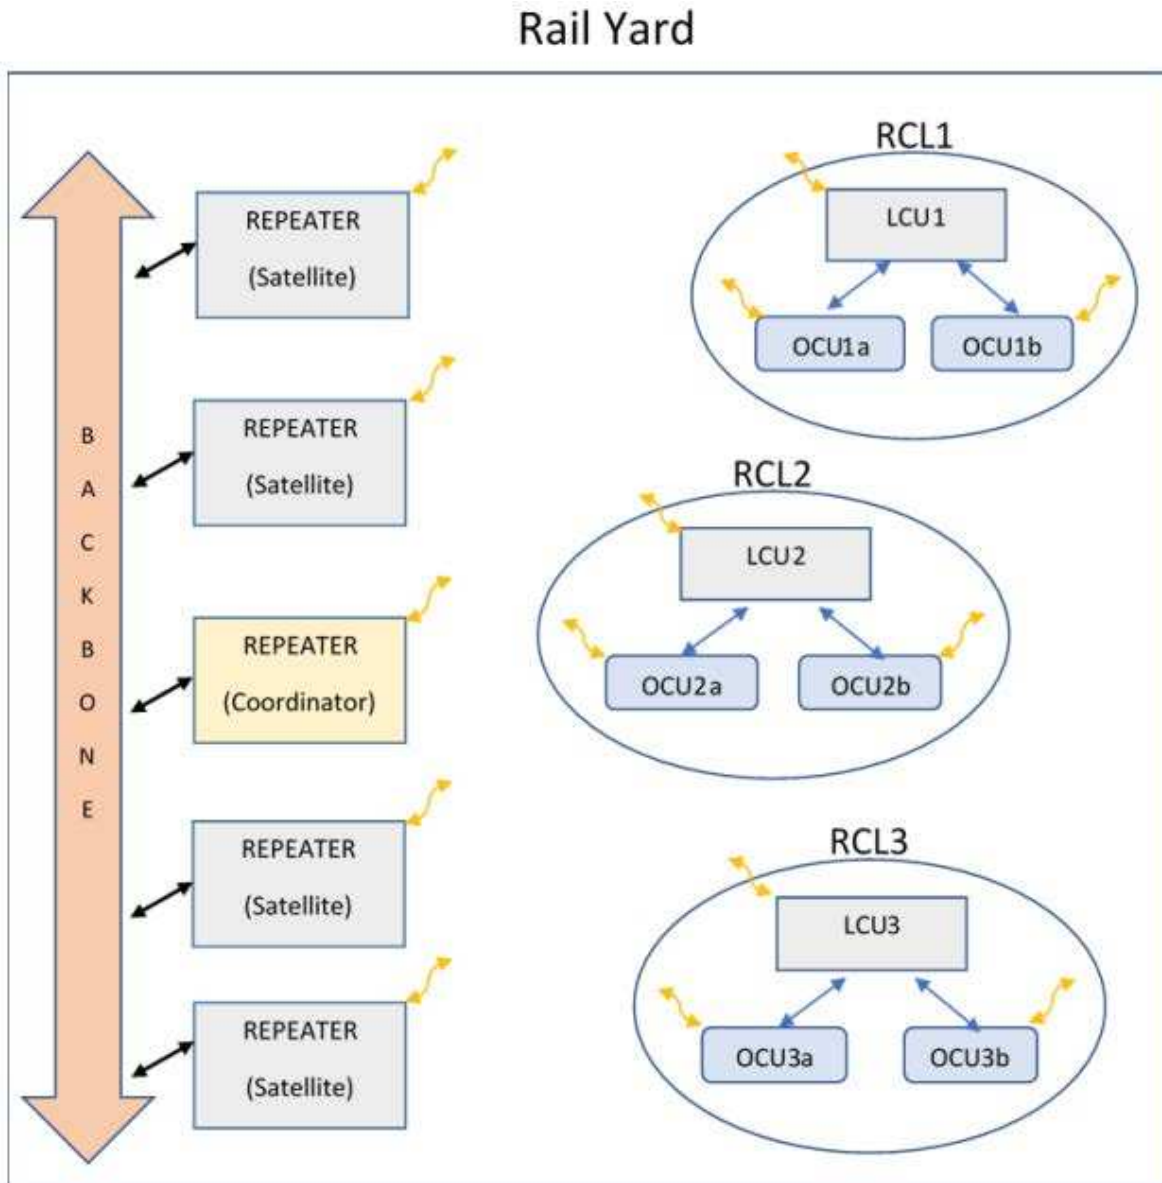 Rail Yard
BACKBONE
REPEATER
(Satellite)
REPEATER
(Satellite)
REPEATER
(Coordinator)
REPEATER
(Satellite)
REPEATER
(Satellite)
RCL1
LCU1
OCU1a
OCU1b
RCL2
LCU2
OCU2a
OCU2b
RCL3
LCU3
OCU3a
OCU3b